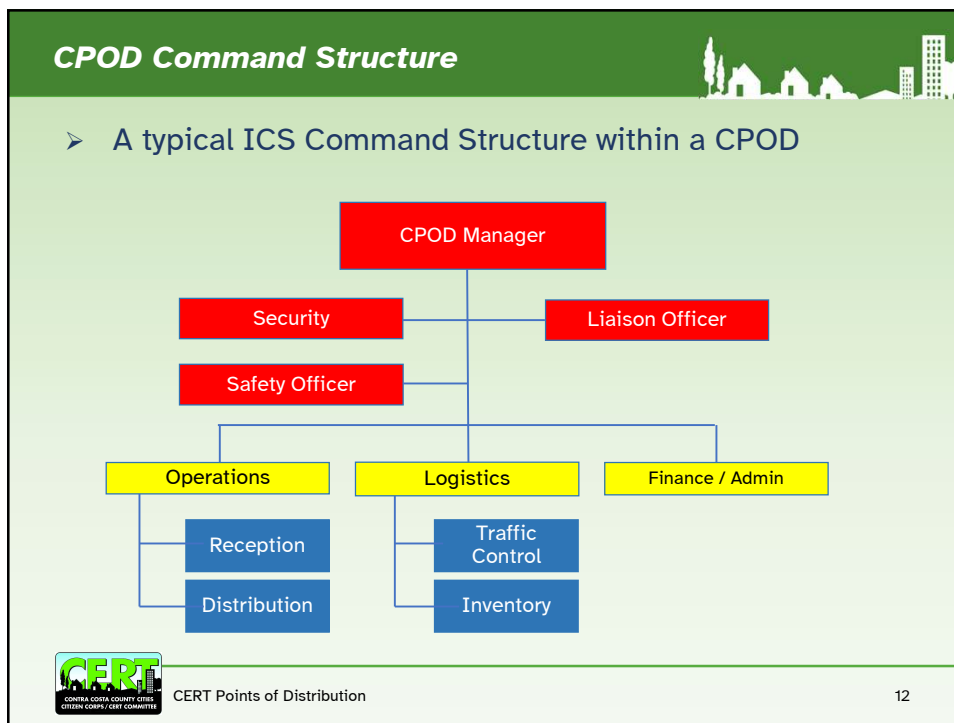 CPOD Command Structure
➢ A typical ICS Command Structure within a CPOD
CPOD Manager
Security
Liaison Officer
Safety Officer
Operations
Logistics
Finance / Admin
Reception
Traffic
Control
Distribution
Inventory
CERT
CONTRA COSTA COUNTY CITIES
CITIZEN CORPS / CERT COMMITTEE
CERT Points of Distribution
12